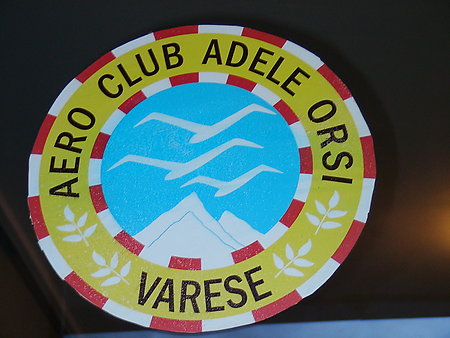 AERO CLUB ADELE ORSI
VARESE